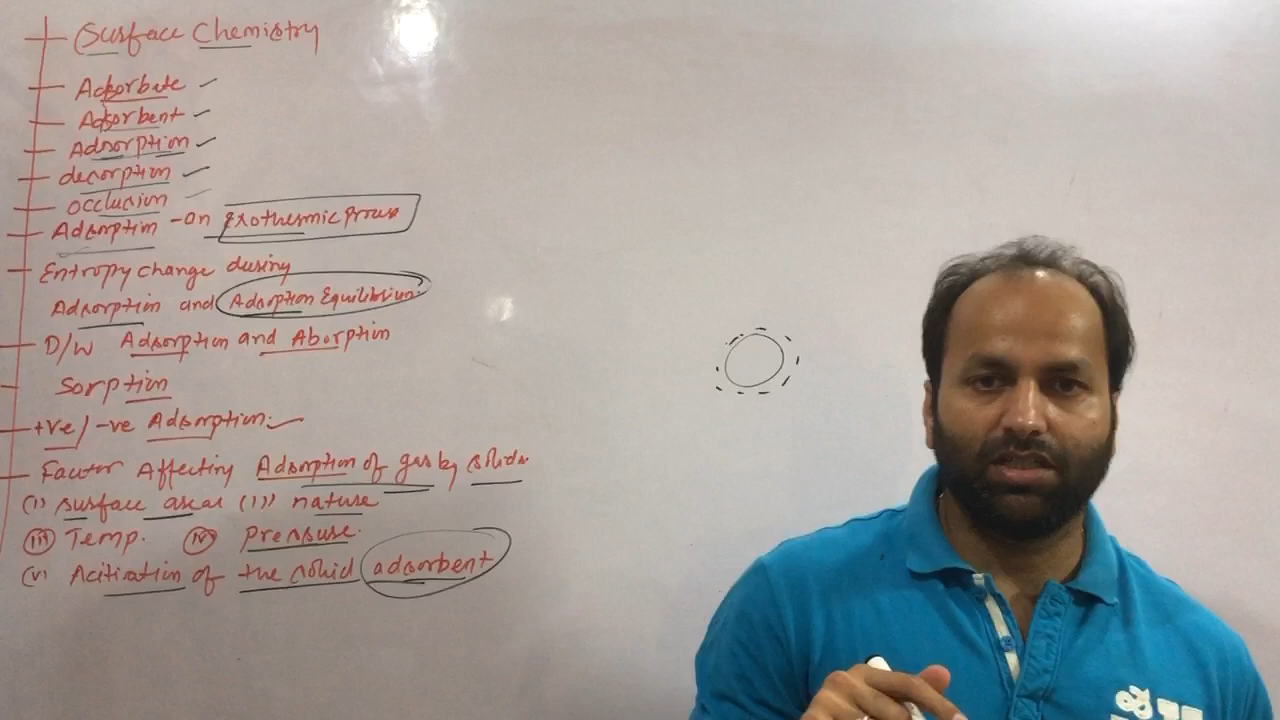 Surface Chemistry
Adsorbate
Adsorbent
Adsorption
desorption
occlusion
Adsorption - an Exothermic Process
Entropy change during
Adsorption and Adsorption Equilibrium.
D/W Adsorption and Absorption
Sorption
+ve/-ve Adsorption.
Factor Affecting Adsorption of gas by solids
(i) surface areas (ii) nature
(iii) Temp. (iv) Pressure.
(v) Acitivation of the solid adsorbent